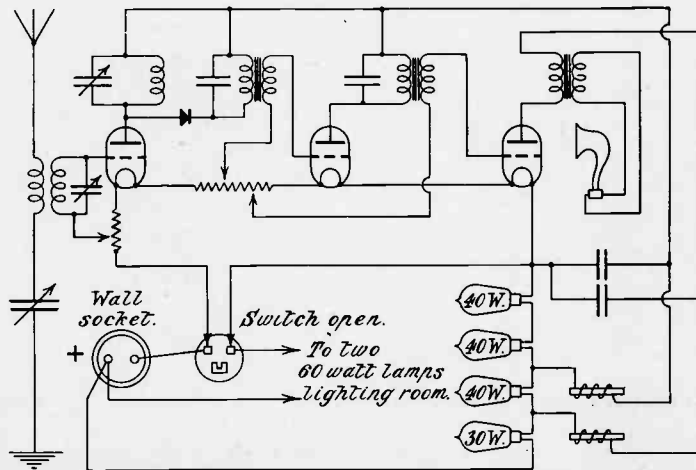 Wall
socket.
+
Switch open.
To two
60 watt lamps
lighting room.
40W.
40W.
40W.
30W.